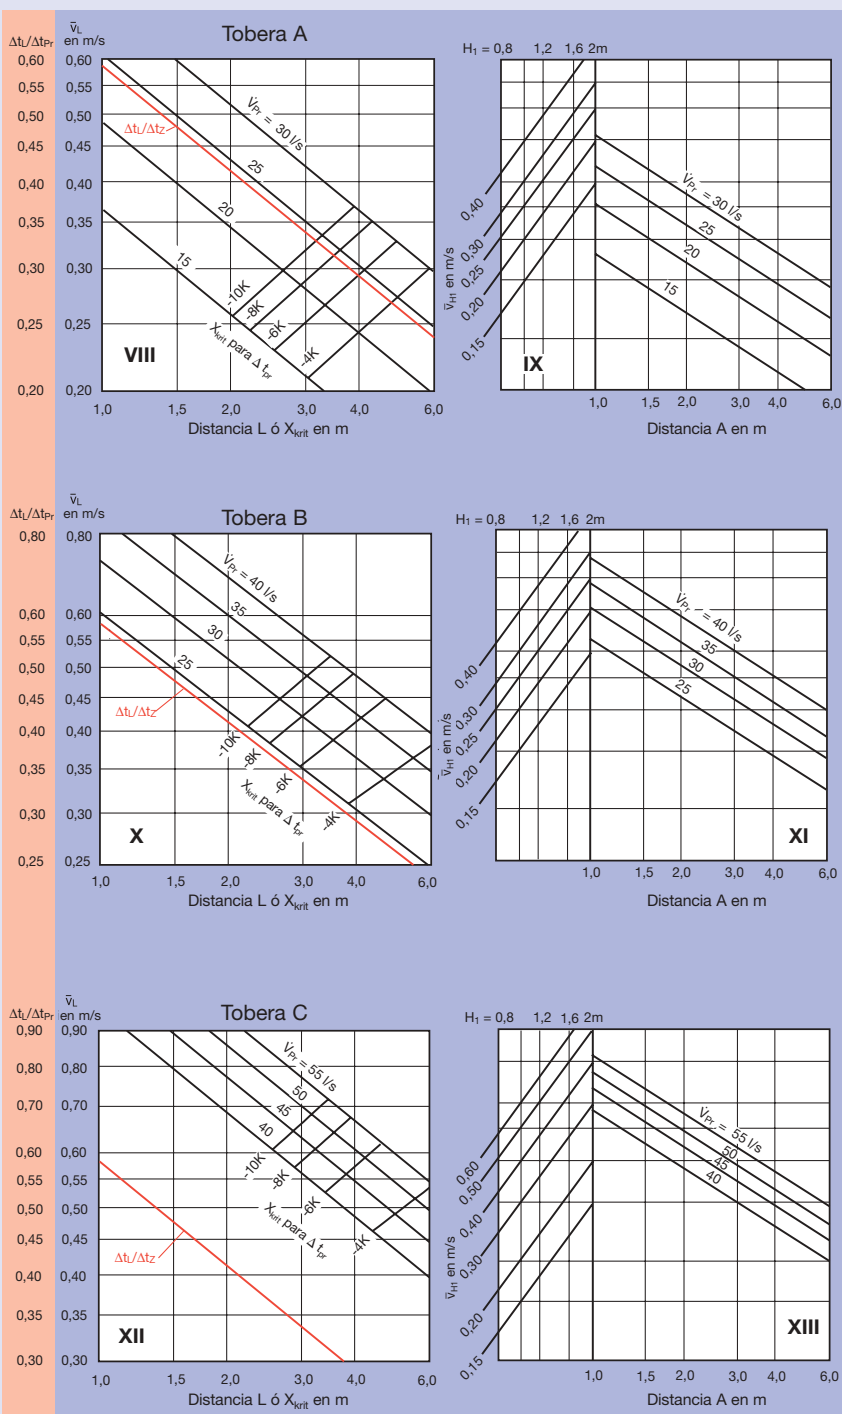 Tobera A
Δt_L/Δt_Pr
v̄_L
en m/s
0,60 0,60
0,55 0,55
0,50 0,50
0,45 0,45
0,40 0,40
0,35 0,35
0,30 0,30
0,25 0,25
0,20 0,20
V̇_Pr = 30 l/s
25
20
15
Δt_L/Δt_Z
-10K
-8K
-6K
-4K
X_krit para Δ t_pr
VIII
1,0 1,5 2,0 3,0 4,0 6,0
Distancia L ó X_krit en m
H₁ = 0,8 1,2 1,6 2m
0,40
0,30
0,25
0,20
0,15
v̄_H1 en m/s
V̇_Pr = 30 l/s
25
20
15
IX
1,0 1,5 2,0 3,0 4,0 6,0
Distancia A en m
Tobera B
Δt_L/Δt_Pr
v̄_L
en m/s
0,80 0,80
0,60 0,60
0,55 0,55
0,50 0,50
0,45 0,45
0,40 0,40
0,35 0,35
0,30 0,30
0,25 0,25
V̇_Pr = 40 l/s
35
30
25
Δt_L/Δt_Z
-10K
-8K
-6K
-4K
X_krit para Δ t_pr
X
1,0 1,5 2,0 3,0 4,0 6,0
Distancia L ó X_krit en m
H₁ = 0,8 1,2 1,6 2m
0,40
0,30
0,25
0,20
0,15
v̄_H1 en m/s
V̇_Pr = 40 l/s
35
30
25
XI
1,0 1,5 2,0 3,0 4,0 6,0
Distancia A en m
Tobera C
Δt_L/Δt_Pr
v̄_L
en m/s
0,90 0,90
0,80 0,80
0,70 0,70
0,60 0,60
0,55 0,55
0,50 0,50
0,45 0,45
0,40 0,40
0,35 0,35
0,30 0,30
V̇_Pr = 55 l/s
50
45
40
Δt_L/Δt_Z
-10K
-8K
-6K
-4K
X_krit para Δ t_pr
XII
1,0 1,5 2,0 3,0 4,0 6,0
Distancia L ó X_krit en m
H₁ = 0,8 1,2 1,6 2m
0,60
0,50
0,40
0,30
0,20
0,15
v̄_H1 en m/s
V̇_Pr = 55 l/s
50
45
40
XIII
1,0 1,5 2,0 3,0 4,0 6,0
Distancia A en m